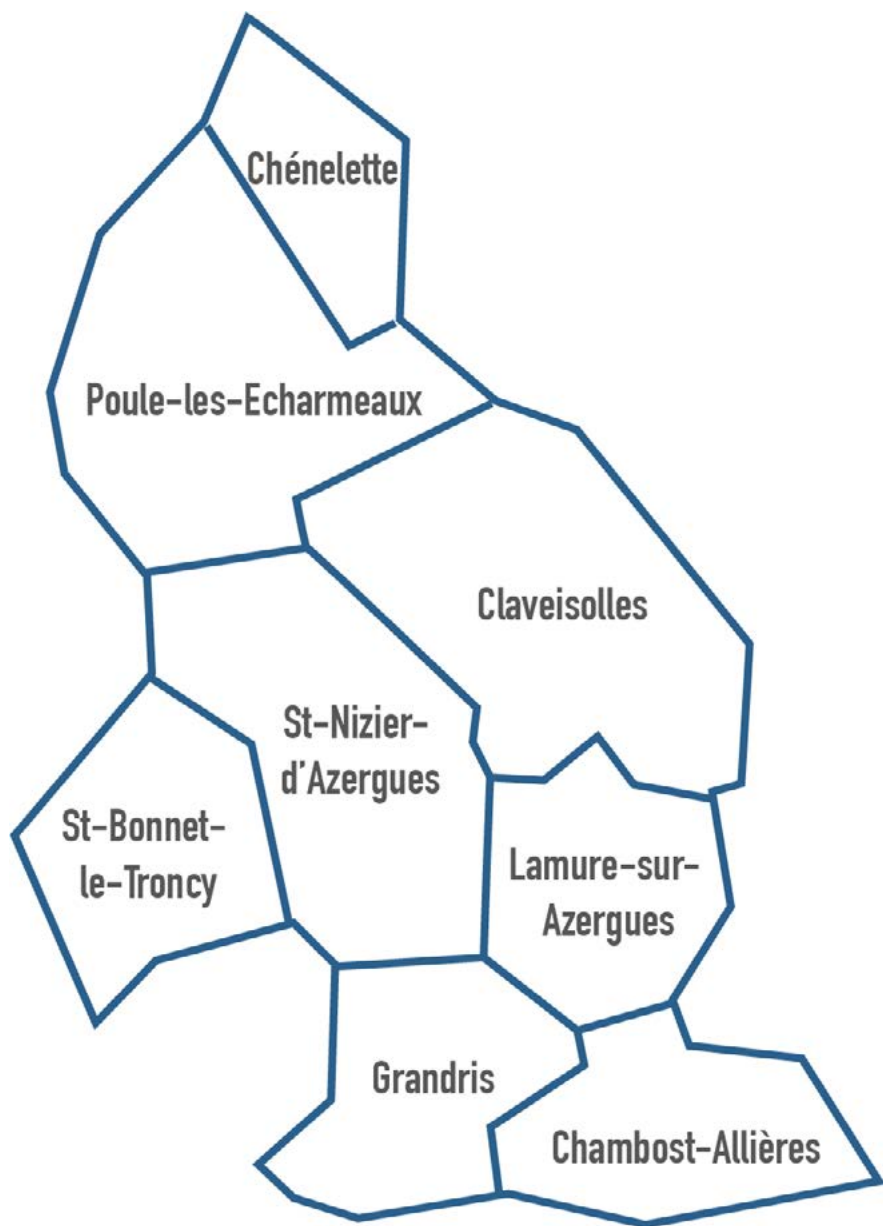 Chénelette
Poule-les-Echarmeaux
Claveisolles
St-Nizier-
d'Azergues
St-Bonnet-
le-Troncy
Lamure-sur-
Azergues
Grandris
Chambost-Allières